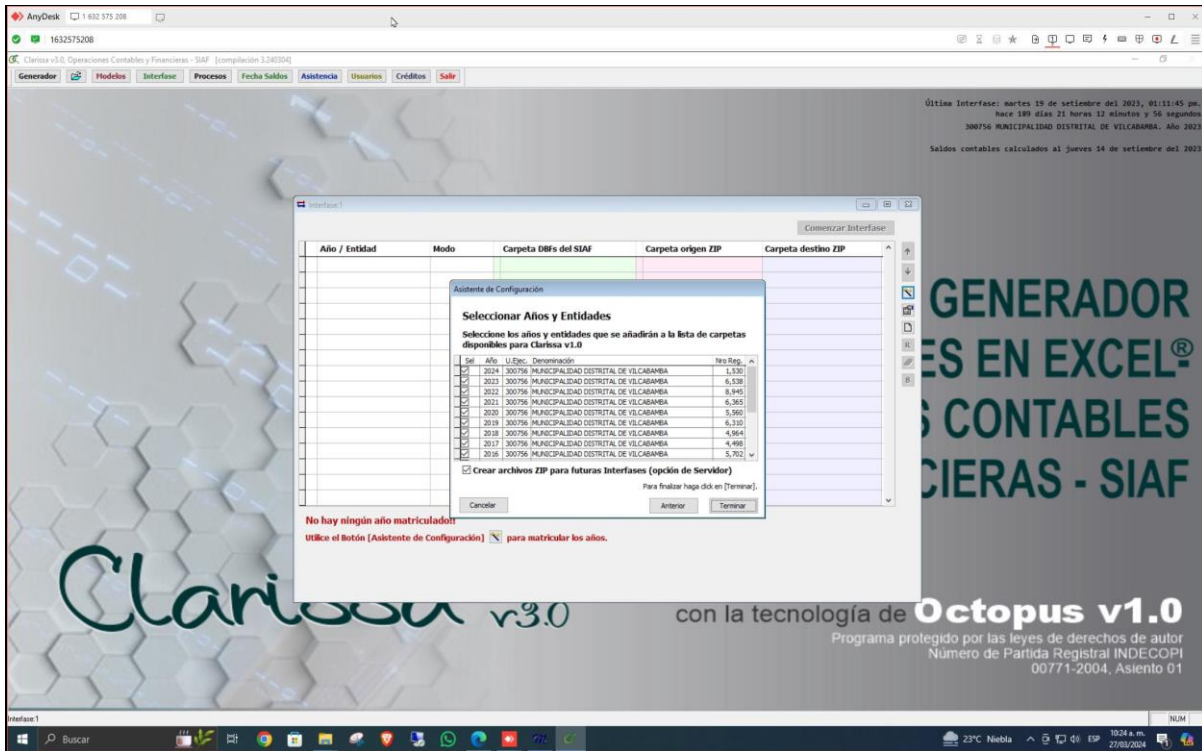 AnyDesk 1 632 575 208
1632575208
Clarissa v3.0, Operaciones Contables y Financieras - SIAF [compilación 3.240304]
Generador Modelos Interfase Procesos Fecha Saldos Asistencia Usuarios Créditos Salir
Última Interfase: martes 19 de setiembre del 2023, 01:11:45 pm.
hace 189 días 21 horas 12 minutos y 56 segundos
300756 MUNICIPALIDAD DISTRITAL DE VILCABAMBA. Año 2023
Saldos contables calculados al jueves 14 de setiembre del 2023
Interfase:1
Comenzar Interfase
Año / Entidad Modo Carpeta DBFs del SIAF Carpeta origen ZIP Carpeta destino ZIP
Asistente de Configuración
Seleccionar Años y Entidades
Seleccione los años y entidades que se añadirán a la lista de carpetas
disponibles para Clarissa v1.0
Sel Año U.Ejec. Denominación Nro Reg.
2024 300756 MUNICIPALIDAD DISTRITAL DE VILCABAMBA 1,530
2023 300756 MUNICIPALIDAD DISTRITAL DE VILCABAMBA 6,538
2022 300756 MUNICIPALIDAD DISTRITAL DE VILCABAMBA 8,945
2021 300756 MUNICIPALIDAD DISTRITAL DE VILCABAMBA 6,365
2020 300756 MUNICIPALIDAD DISTRITAL DE VILCABAMBA 5,560
2019 300756 MUNICIPALIDAD DISTRITAL DE VILCABAMBA 6,310
2018 300756 MUNICIPALIDAD DISTRITAL DE VILCABAMBA 4,964
2017 300756 MUNICIPALIDAD DISTRITAL DE VILCABAMBA 4,498
2016 300756 MUNICIPALIDAD DISTRITAL DE VILCABAMBA 5,702
Crear archivos ZIP para futuras Interfases (opción de Servidor)
Para finalizar haga click en [Terminar].
Cancelar Anterior Terminar
No hay ningún año matriculado!!
Utilice el Botón [Asistente de Configuración] para matricular los años.
GENERADOR
ES EN EXCEL®
CONTABLES
CIERAS - SIAF
Clarissa v3.0
con la tecnología de Octopus v1.0
Programa protegido por las leyes de derechos de autor
Número de Partida Registral INDECOPI
00771-2004, Asiento 01
Interfase:1 NUM
Buscar 23°C Niebla ESP 10:24 a. m.
27/03/2024